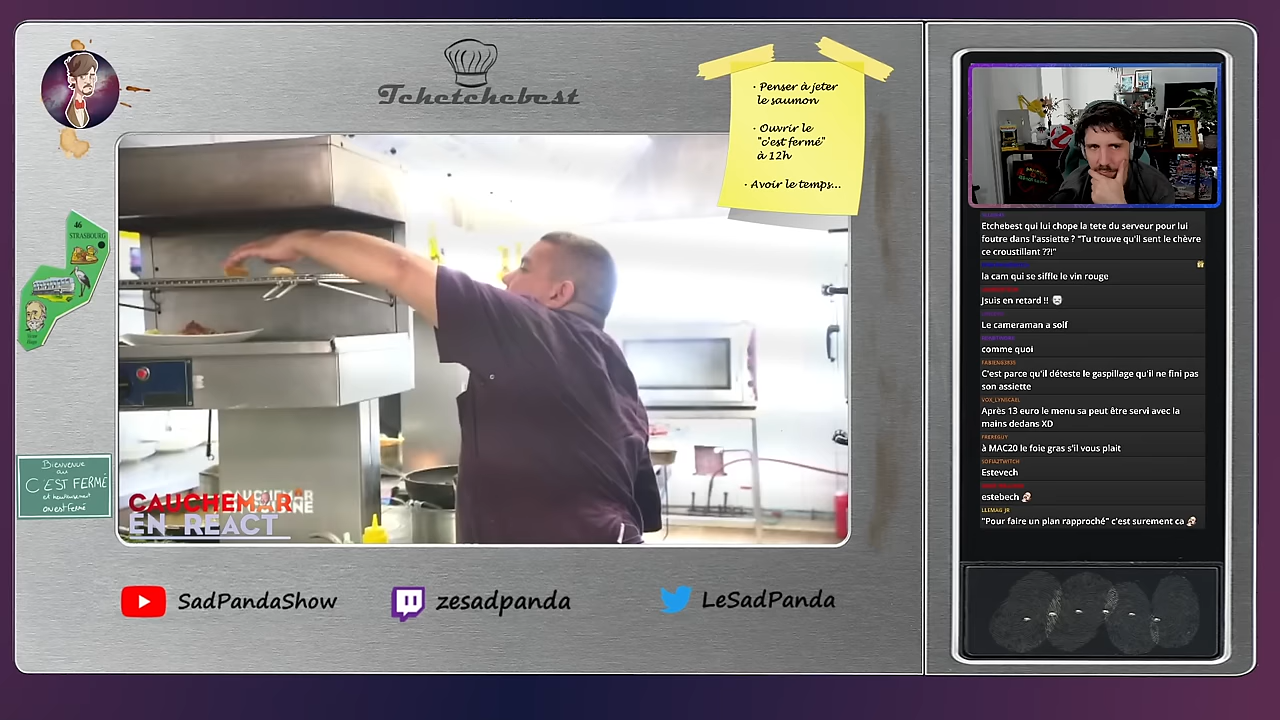 Tchetchebest
· Penser à jeter
le saumon
· Ouvrir le
"c'est fermé"
à 12h
· Avoir le temps...
46
STRASBOURG
Bienvenue
au
C'EST FERMÉ
et heureusement
on est fermé
CAUCHEMAR
EN REACT
SadPandaShow
zesadpanda
LeSadPanda
Etchebest qui lui chope la tete du serveur pour lui
foutre dans l'assiette ? "Tu trouve qu'il sent le chèvre
ce croustillant ??!"
la cam qui se siffle le vin rouge
Jsuis en retard !!
Le cameraman a soif
comme quoi
C'est parce qu'il déteste le gaspillage qu'il ne fini pas
son assiette
VOX_LYNSCAEL
Après 13 euro le menu sa peut être servi avec la
mains dedans XD
FREREGUY
à MAC20 le foie gras s'il vous plait
SOFIA2TWITCH
Estevech
estebech
LLEMAG JR
"Pour faire un plan rapproché" c'est surement ca